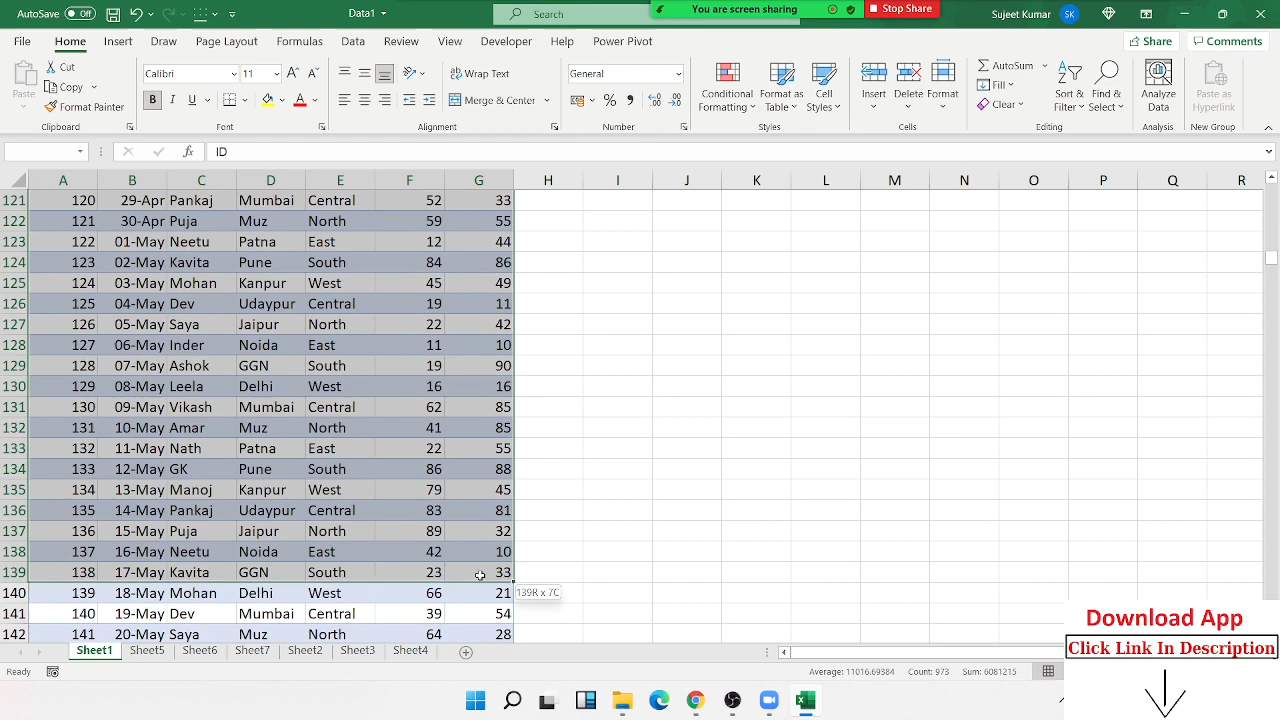 AutoSave Off Data1 Search You are screen sharing Stop Share Sujeet Kumar SK
File Home Insert Draw Page Layout Formulas Data Review View Developer Help Power Pivot Share Comments
Paste Cut Copy Format Painter Clipboard
Calibri 11 A A B I U A Font
Wrap Text Merge & Center Alignment
General % Number
Conditional Formatting Format as Table Cell Styles Styles
Insert Delete Format Cells
AutoSum Fill Clear Sort & Filter Find & Select Editing
Analyze Data Analysis
Paste as Hyperlink New Group
fx ID
A B C D E F G H I J K L M N O P Q R
121 120 29-Apr Pankaj Mumbai Central 52 33
122 121 30-Apr Puja Muz North 59 55
123 122 01-May Neetu Patna East 12 44
124 123 02-May Kavita Pune South 84 86
125 124 03-May Mohan Kanpur West 45 49
126 125 04-May Dev Udaypur Central 19 11
127 126 05-May Saya Jaipur North 22 42
128 127 06-May Inder Noida East 11 10
129 128 07-May Ashok GGN South 19 90
130 129 08-May Leela Delhi West 16 16
131 130 09-May Vikash Mumbai Central 62 85
132 131 10-May Amar Muz North 41 85
133 132 11-May Nath Patna East 22 55
134 133 12-May GK Pune South 86 88
135 134 13-May Manoj Kanpur West 79 45
136 135 14-May Pankaj Udaypur Central 83 81
137 136 15-May Puja Jaipur North 89 32
138 137 16-May Neetu Noida East 42 10
139 138 17-May Kavita GGN South 23 33
140 139 18-May Mohan Delhi West 66 21
139R x 7C
141 140 19-May Dev Mumbai Central 39 54
142 141 20-May Saya Muz North 64 28
Download App
Click Link In Description
Sheet1 Sheet5 Sheet6 Sheet7 Sheet2 Sheet3 Sheet4
Ready Average: 11016.69384 Count: 973 Sum: 6081215